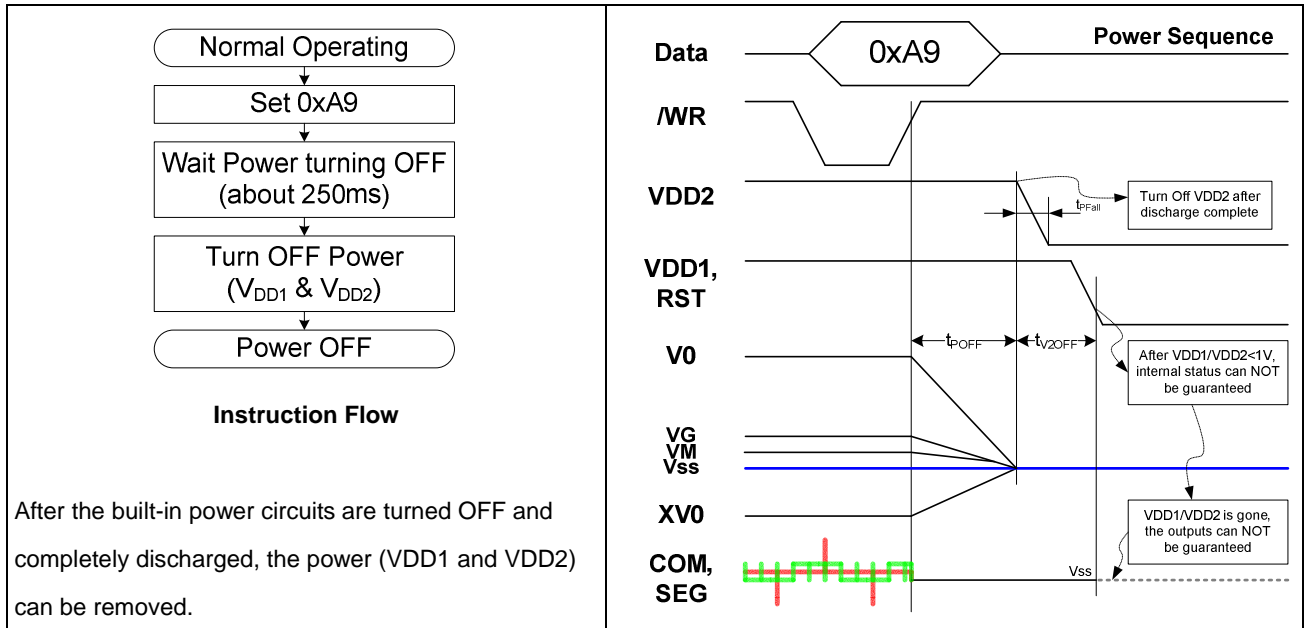 Normal Operating
Set 0xA9
Wait Power turning OFF
(about 250ms)
Turn OFF Power
(VDD1 & VDD2)
Power OFF
Instruction Flow
After the built-in power circuits are turned OFF and
completely discharged, the power (VDD1 and VDD2)
can be removed.
Power Sequence
Data
0xA9
/WR
VDD2
tPFall
Turn Off VDD2 after
discharge complete
VDD1,
RST
tPOFF
tV2OFF
V0
After VDD1/VDD2<1V,
internal status can NOT
be guaranteed
VG
VM
Vss
XV0
VDD1/VDD2 is gone,
the outputs can NOT
be guaranteed
COM,
SEG
Vss